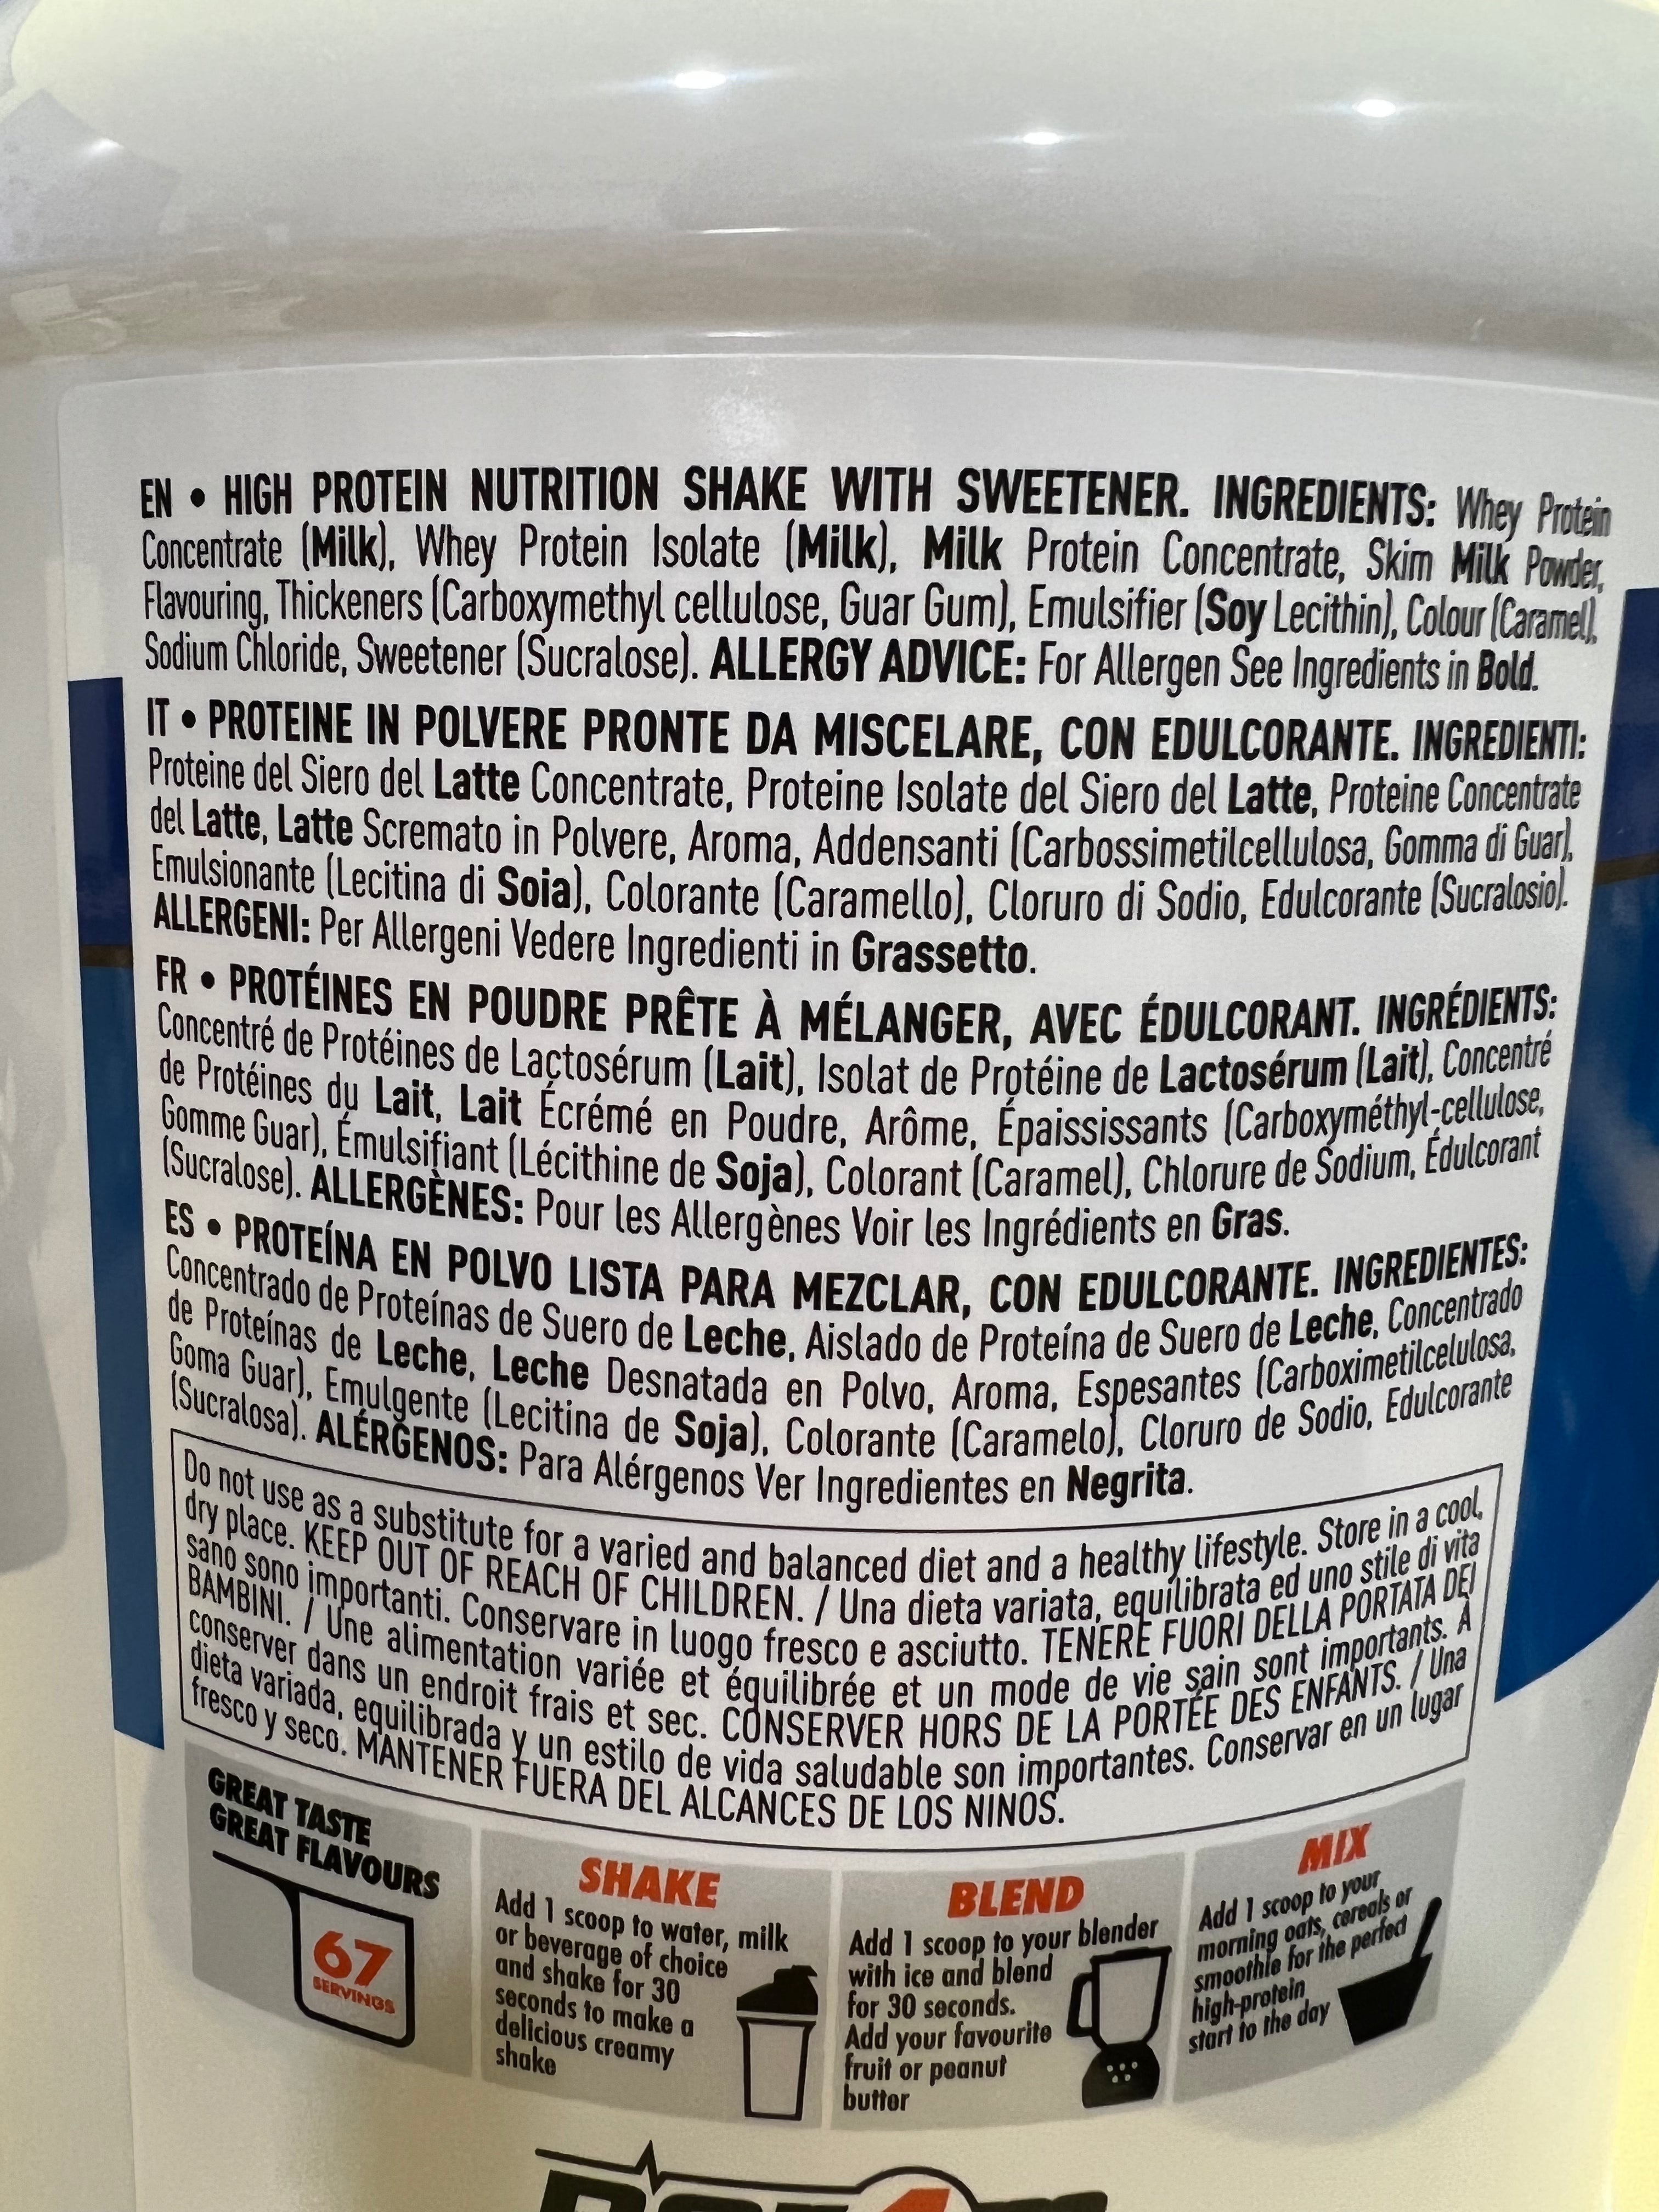 EN • HIGH PROTEIN NUTRITION SHAKE WITH SWEETENER. INGREDIENTS: Whey Protein
Concentrate (Milk), Whey Protein Isolate (Milk), Milk Protein Concentrate, Skim Milk Powder,
Flavouring, Thickeners (Carboxymethyl cellulose, Guar Gum), Emulsifier (Soy Lecithin), Colour (Caramel),
Sodium Chloride, Sweetener (Sucralose). ALLERGY ADVICE: For Allergen See Ingredients in Bold.
IT • PROTEINE IN POLVERE PRONTE DA MISCELARE, CON EDULCORANTE. INGREDIENTI:
Proteine del Siero del Latte Concentrate, Proteine Isolate del Siero del Latte, Proteine Concentrate
del Latte, Latte Scremato in Polvere, Aroma, Addensanti (Carbossimetilcellulosa, Gomma di Guar),
Emulsionante (Lecitina di Soia), Colorante (Caramello), Cloruro di Sodio, Edulcorante (Sucralosio).
ALLERGENI: Per Allergeni Vedere Ingredienti in Grassetto.
FR • PROTÉINES EN POUDRE PRÊTE À MÉLANGER, AVEC ÉDULCORANT. INGRÉDIENTS:
Concentré de Protéines de Lactosérum (Lait), Isolat de Protéine de Lactosérum (Lait), Concentré
de Protéines du Lait, Lait Écrémé en Poudre, Arôme, Épaississants (Carboxyméthyl-cellulose,
Gomme Guar), Émulsifiant (Lécithine de Soja), Colorant (Caramel), Chlorure de Sodium, Édulcorant
(Sucralose). ALLERGÈNES: Pour les Allergènes Voir les Ingrédients en Gras.
ES • PROTEÍNA EN POLVO LISTA PARA MEZCLAR, CON EDULCORANTE. INGREDIENTES:
Concentrado de Proteínas de Suero de Leche, Aislado de Proteína de Suero de Leche, Concentrado
de Proteínas de Leche, Leche Desnatada en Polvo, Aroma, Espesantes (Carboximetilcelulosa,
Goma Guar), Emulgente (Lecitina de Soja), Colorante (Caramelo), Cloruro de Sodio, Edulcorante
(Sucralosa). ALÉRGENOS: Para Alérgenos Ver Ingredientes en Negrita.
Do not use as a substitute for a varied and balanced diet and a healthy lifestyle. Store in a cool,
dry place. KEEP OUT OF REACH OF CHILDREN. / Una dieta variata, equilibrata ed uno stile di vita
sano sono importanti. Conservare in luogo fresco e asciutto. TENERE FUORI DELLA PORTATA DEI
BAMBINI. / Une alimentation variée et équilibrée et un mode de vie sain sont importants. À
conserver dans un endroit frais et sec. CONSERVER HORS DE LA PORTÉE DES ENFANTS. / Una
dieta variada, equilibrada y un estilo de vida saludable son importantes. Conservar en un lugar
fresco y seco. MANTENER FUERA DEL ALCANCES DE LOS NINOS.
GREAT TASTE
GREAT FLAVOURS
67
SERVINGS
SHAKE
Add 1 scoop to water, milk
or beverage of choice
and shake for 30
seconds to make a
delicious creamy
shake
BLEND
Add 1 scoop to your blender
with ice and blend
for 30 seconds.
Add your favourite
fruit or peanut
butter
MIX
Add 1 scoop to your
morning oats, cereals or
smoothie for the perfect
high-protein
start to the day